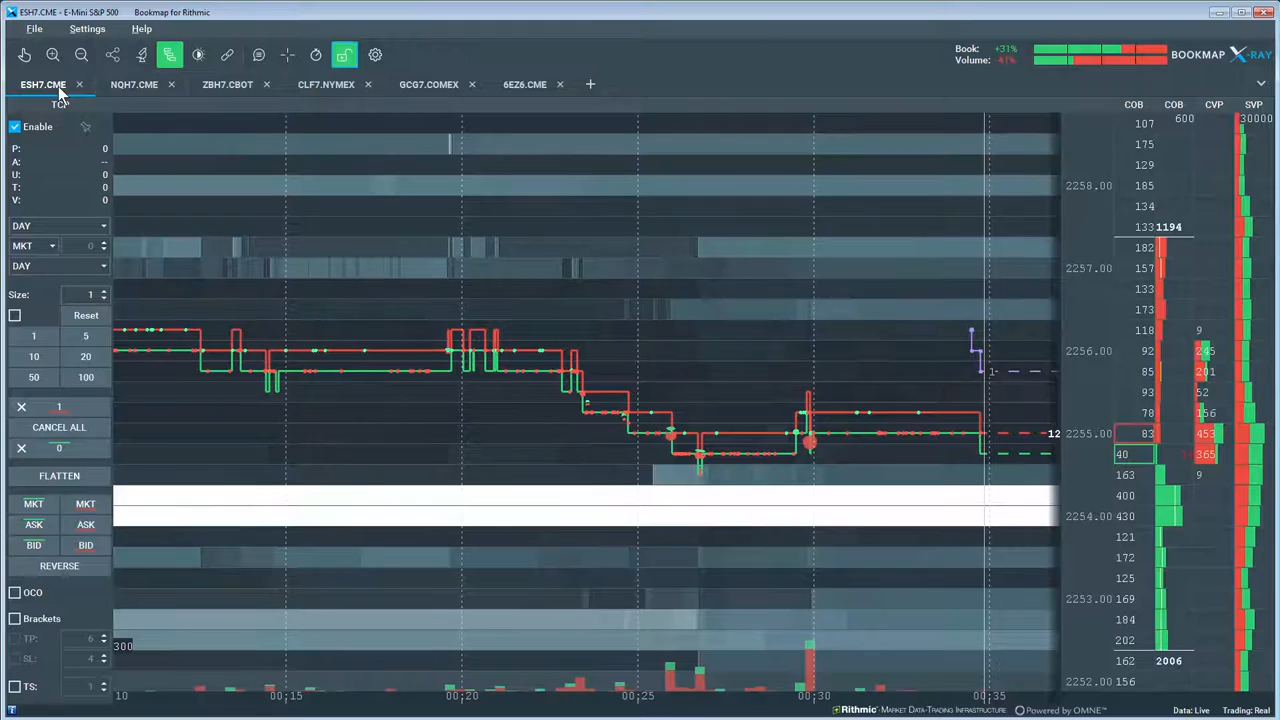 ESH7.CME - E-Mini S&P 500 Bookmap for Rithmic
File Settings Help
Book: +31%
Volume: -41%
BOOKMAP X-RAY
ESH7.CME NQH7.CME ZBH7.CBOT CLF7.NYMEX GCG7.COMEX 6EZ6.CME
TCP
COB COB CVP SVP
600 30000
Enable
P: 0
A: --
U: 0
T: 0
V: 0
DAY
MKT 0
DAY
Size: 1
Reset
1 5
10 20
50 100
1
CANCEL ALL
0
FLATTEN
MKT MKT
ASK ASK
BID BID
REVERSE
OCO
Brackets
TP: 6
SL: 4
TS: 1
300
1
12
10 00:15 00:20 00:25 00:30 00:35
107
175
129
2258.00 185
134
133 1194
182
2257.00 157
133
173
118 9
2256.00 92 245
85 201
93 52
78 156
2255.00 83 453
40 365
163 9
400
2254.00 430
121
172
125
2253.00 169
184
202
162 2006
2252.00 156
Rithmic - MARKET DATA-TRADING INFRASTRUCTURE Powered by OMNE™ Data: Live Trading: Real